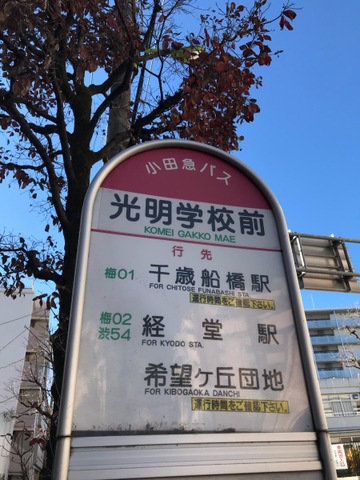 小田急バス
光明学校前
KOMEI GAKKO MAE
行先
梅01 千歳船橋駅
FOR CHITOSE FUNABASHI STA.
運行時間をご確認下さい。
梅02 経堂駅
渋54
FOR KYODO STA.
希望ヶ丘団地
FOR KIBOGAOKA DANCHI
運行時間をご確認下さい。